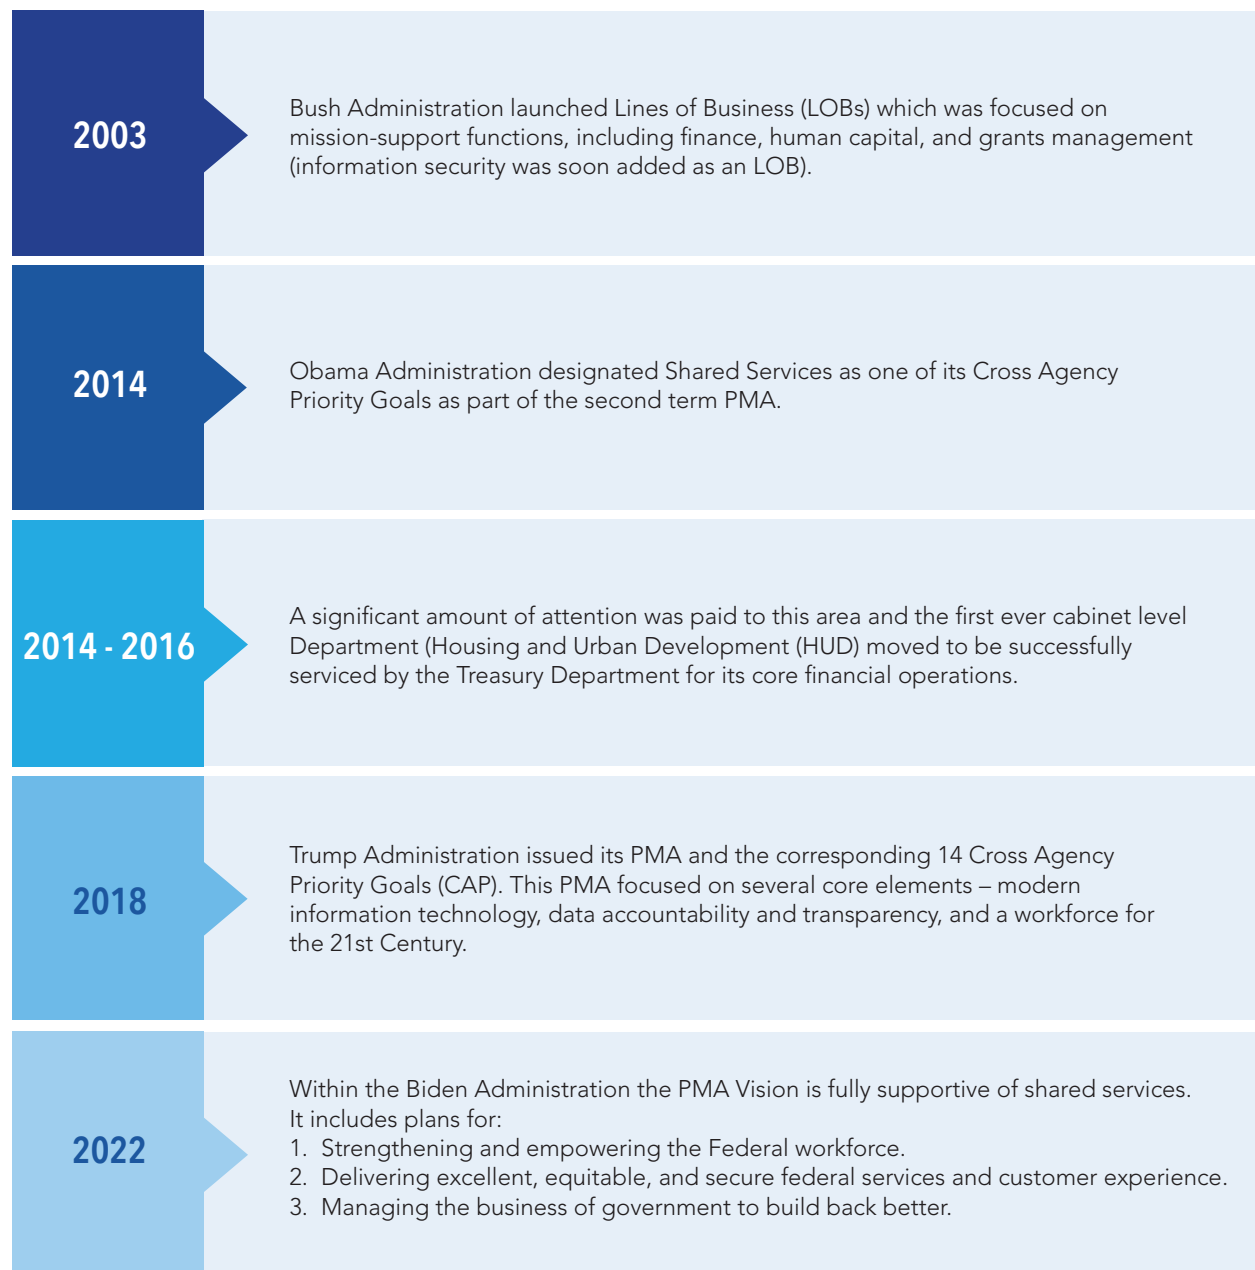 2003
Bush Administration launched Lines of Business (LOBs) which was focused on
mission-support functions, including finance, human capital, and grants management
(information security was soon added as an LOB).
2014
Obama Administration designated Shared Services as one of its Cross Agency
Priority Goals as part of the second term PMA.
2014 - 2016
A significant amount of attention was paid to this area and the first ever cabinet level
Department (Housing and Urban Development (HUD) moved to be successfully
serviced by the Treasury Department for its core financial operations.
2018
Trump Administration issued its PMA and the corresponding 14 Cross Agency
Priority Goals (CAP). This PMA focused on several core elements – modern
information technology, data accountability and transparency, and a workforce for
the 21st Century.
2022
Within the Biden Administration the PMA Vision is fully supportive of shared services.
It includes plans for:
1. Strengthening and empowering the Federal workforce.
2. Delivering excellent, equitable, and secure federal services and customer experience.
3. Managing the business of government to build back better.